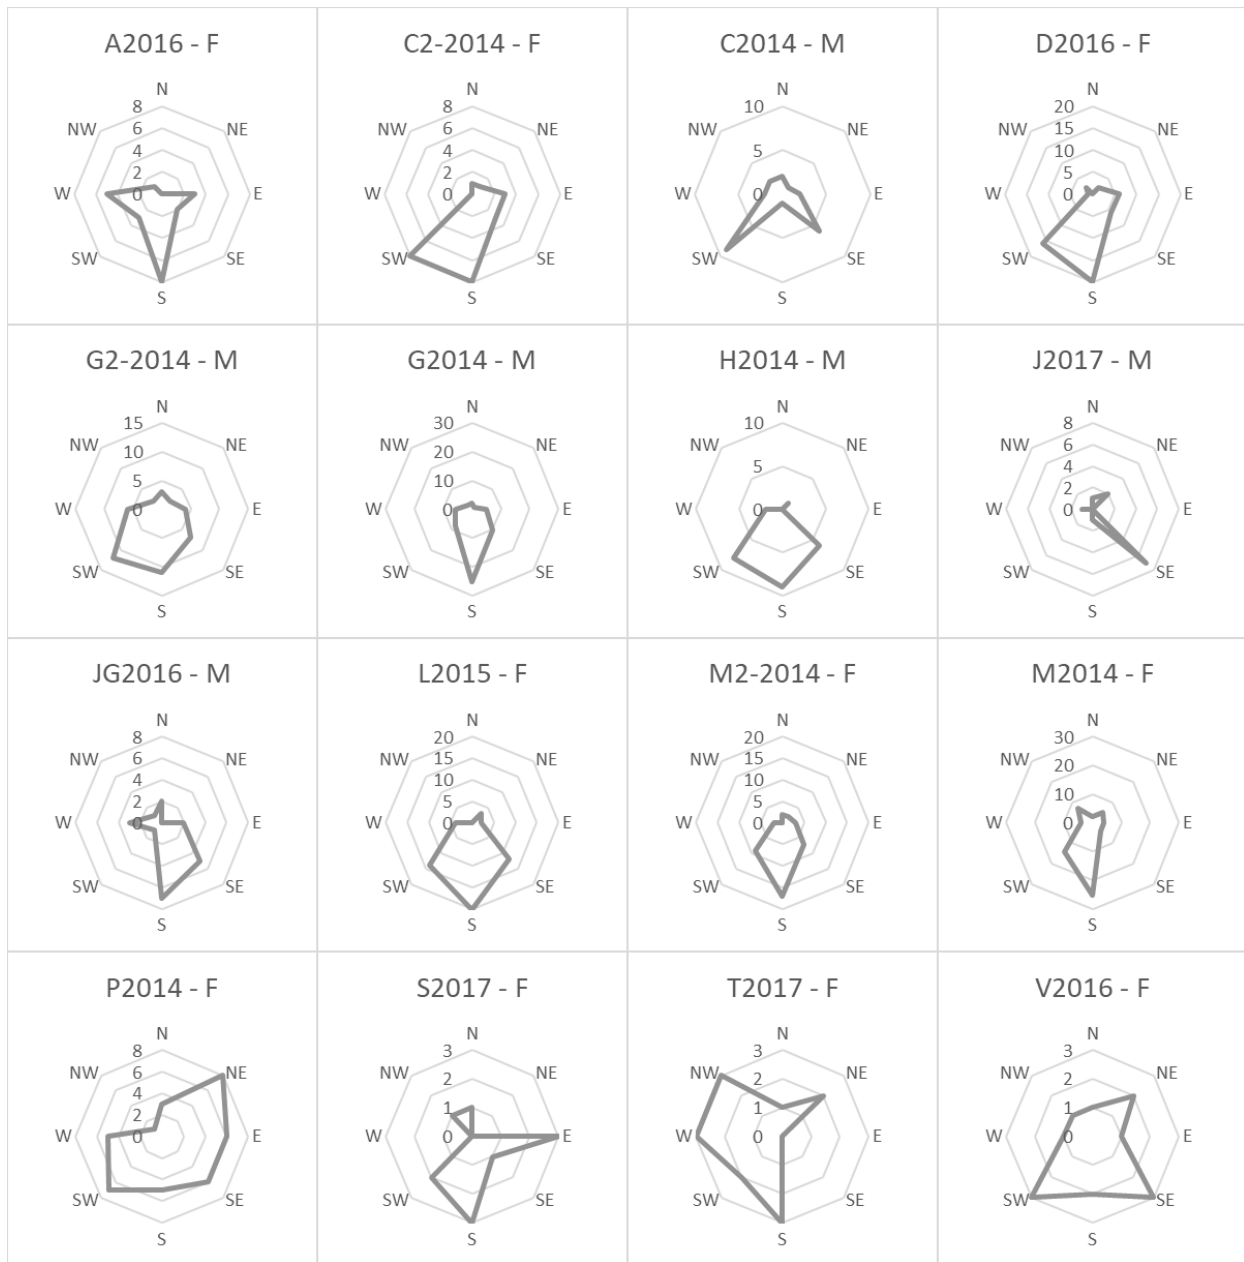 A2016 - F
N
8
NW
NE
6
4
2
W
0
E
SW
SE
S
C2-2014 - F
N
8
NW
NE
6
4
2
W
0
E
SW
SE
S
C2014 - M
N
10
NW
NE
5
W
0
E
SW
SE
S
D2016 - F
N
20
NW
NE
15
10
5
W
0
E
SW
SE
S
G2-2014 - M
N
15
NW
NE
10
5
W
0
E
SW
SE
S
G2014 - M
N
30
NW
NE
20
10
W
0
E
SW
SE
S
H2014 - M
N
10
NW
NE
5
W
0
E
SW
SE
S
J2017 - M
N
8
NW
NE
6
4
2
W
0
E
SW
SE
S
JG2016 - M
N
8
NW
NE
6
4
2
W
0
E
SW
SE
S
L2015 - F
N
20
NW
NE
15
10
5
W
0
E
SW
SE
S
M2-2014 - F
N
20
NW
NE
15
10
5
W
0
E
SW
SE
S
M2014 - F
N
30
NW
NE
20
10
W
0
E
SW
SE
S
P2014 - F
N
8
NW
NE
6
4
2
W
0
E
SW
SE
S
S2017 - F
N
3
NW
NE
2
1
W
0
E
SW
SE
S
T2017 - F
N
3
NW
NE
2
1
W
0
E
SW
SE
S
V2016 - F
N
3
NW
NE
2
1
W
0
E
SW
SE
S